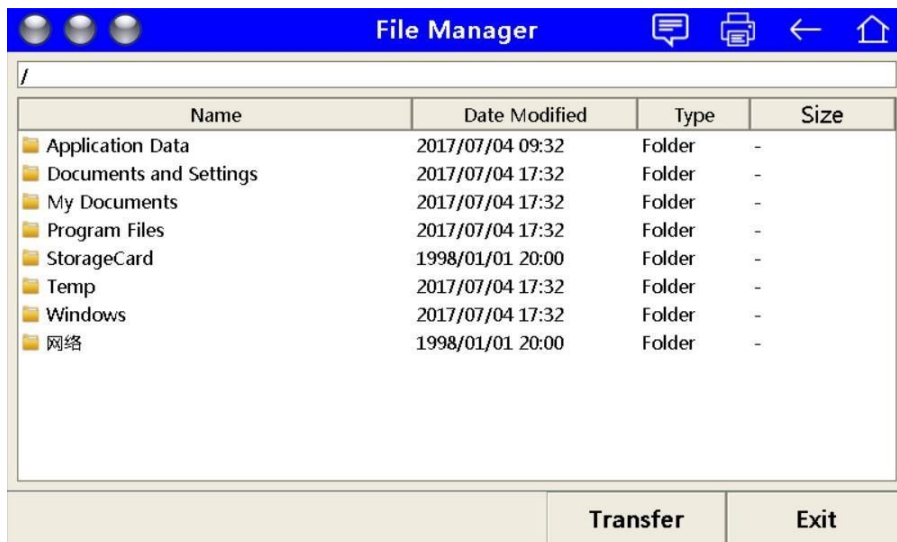 File Manager
/
Name Date Modified Type Size
Application Data 2017/07/04 09:32 Folder -
Documents and Settings 2017/07/04 17:32 Folder -
My Documents 2017/07/04 17:32 Folder -
Program Files 2017/07/04 17:32 Folder -
StorageCard 1998/01/01 20:00 Folder -
Temp 2017/07/04 17:32 Folder -
Windows 2017/07/04 17:32 Folder -
网络 1998/01/01 20:00 Folder -
Transfer Exit